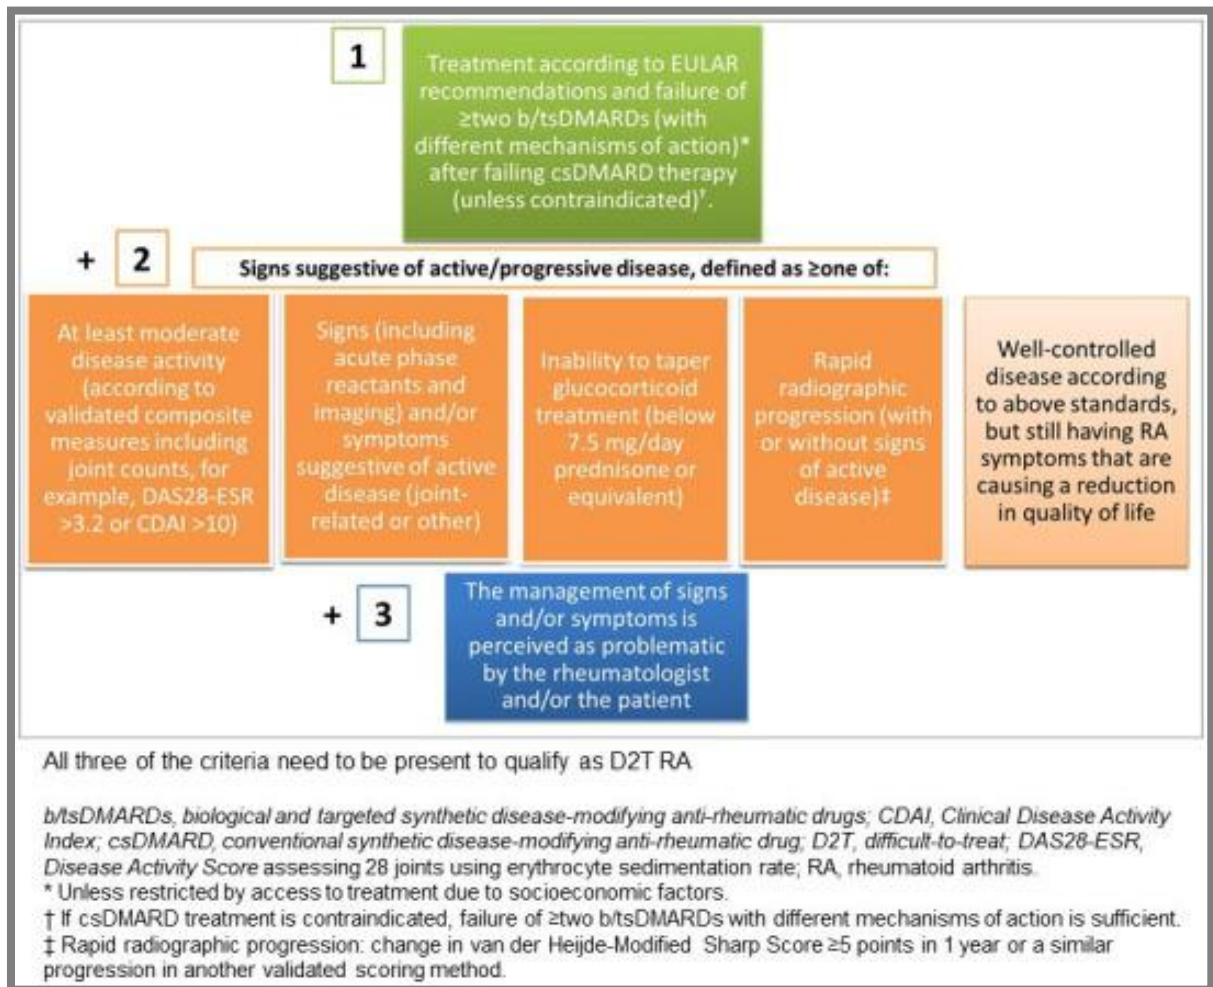 1
Treatment according to EULAR
recommendations and failure of
≥two b/tsDMARDs (with
different mechanisms of action)*
after failing csDMARD therapy
(unless contraindicated)†.
+ 2
Signs suggestive of active/progressive disease, defined as ≥one of:
At least moderate
disease activity
(according to
validated composite
measures including
joint counts, for
example, DAS28-ESR
>3.2 or CDAI >10)
Signs (including
acute phase
reactants and
imaging) and/or
symptoms
suggestive of active
disease (joint-
related or other)
Inability to taper
glucocorticoid
treatment (below
7.5 mg/day
prednisone or
equivalent)
Rapid
radiographic
progression (with
or without signs
of active
disease)‡
Well-controlled
disease according
to above standards,
but still having RA
symptoms that are
causing a reduction
in quality of life
+ 3
The management of signs
and/or symptoms is
perceived as problematic
by the rheumatologist
and/or the patient
All three of the criteria need to be present to qualify as D2T RA
b/tsDMARDs, biological and targeted synthetic disease-modifying anti-rheumatic drugs; CDAI, Clinical Disease Activity
Index; csDMARD, conventional synthetic disease-modifying anti-rheumatic drug; D2T, difficult-to-treat; DAS28-ESR,
Disease Activity Score assessing 28 joints using erythrocyte sedimentation rate; RA, rheumatoid arthritis.
* Unless restricted by access to treatment due to socioeconomic factors.
† If csDMARD treatment is contraindicated, failure of ≥two b/tsDMARDs with different mechanisms of action is sufficient.
‡ Rapid radiographic progression: change in van der Heijde-Modified Sharp Score ≥5 points in 1 year or a similar
progression in another validated scoring method.